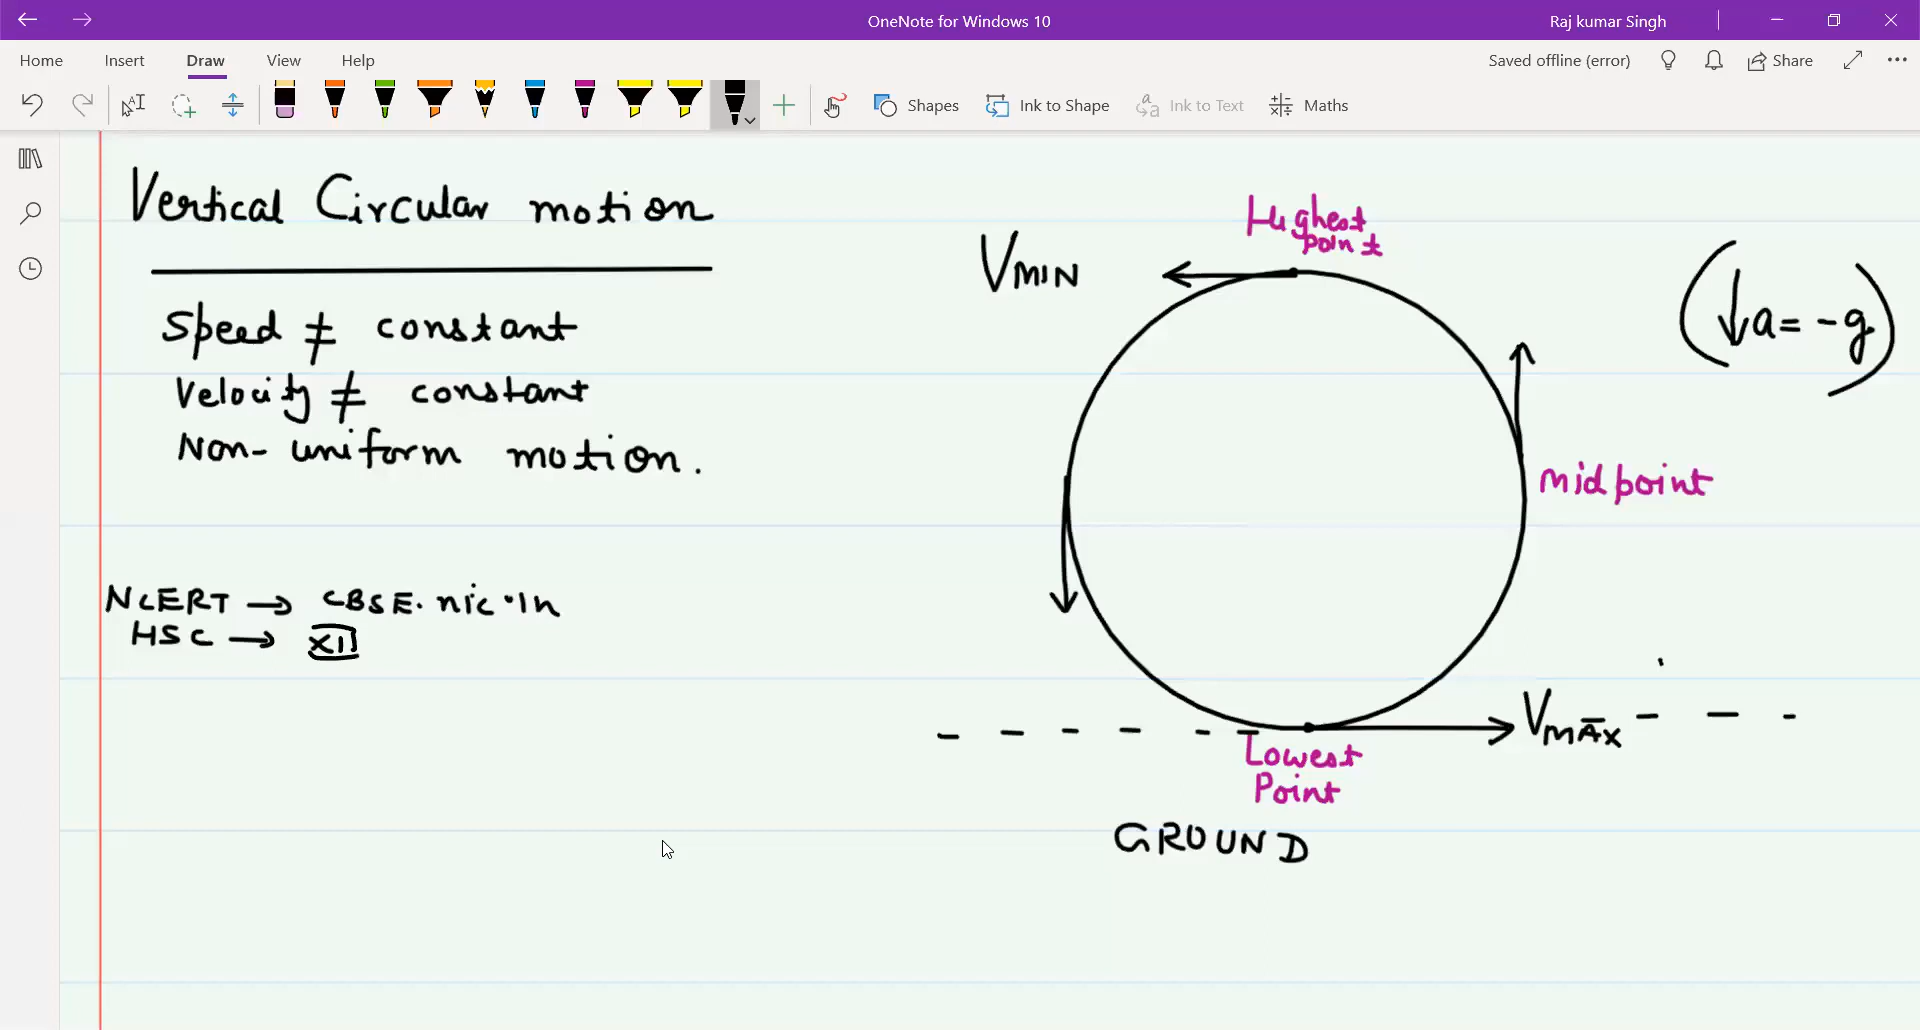 OneNote for Windows 10
Raj kumar Singh
Home Insert Draw View Help
Saved offline (error)
Share
Shapes
Ink to Shape
Ink to Text
Maths
Vertical Circular motion
Speed ≠ constant
Velocity ≠ constant
Non-uniform motion.
NCERT → CBSE.nic.in
HSC → XII
Highest
point
VMIN
(↓a=-g)
midpoint
VMAX
Lowest
Point
GROUND